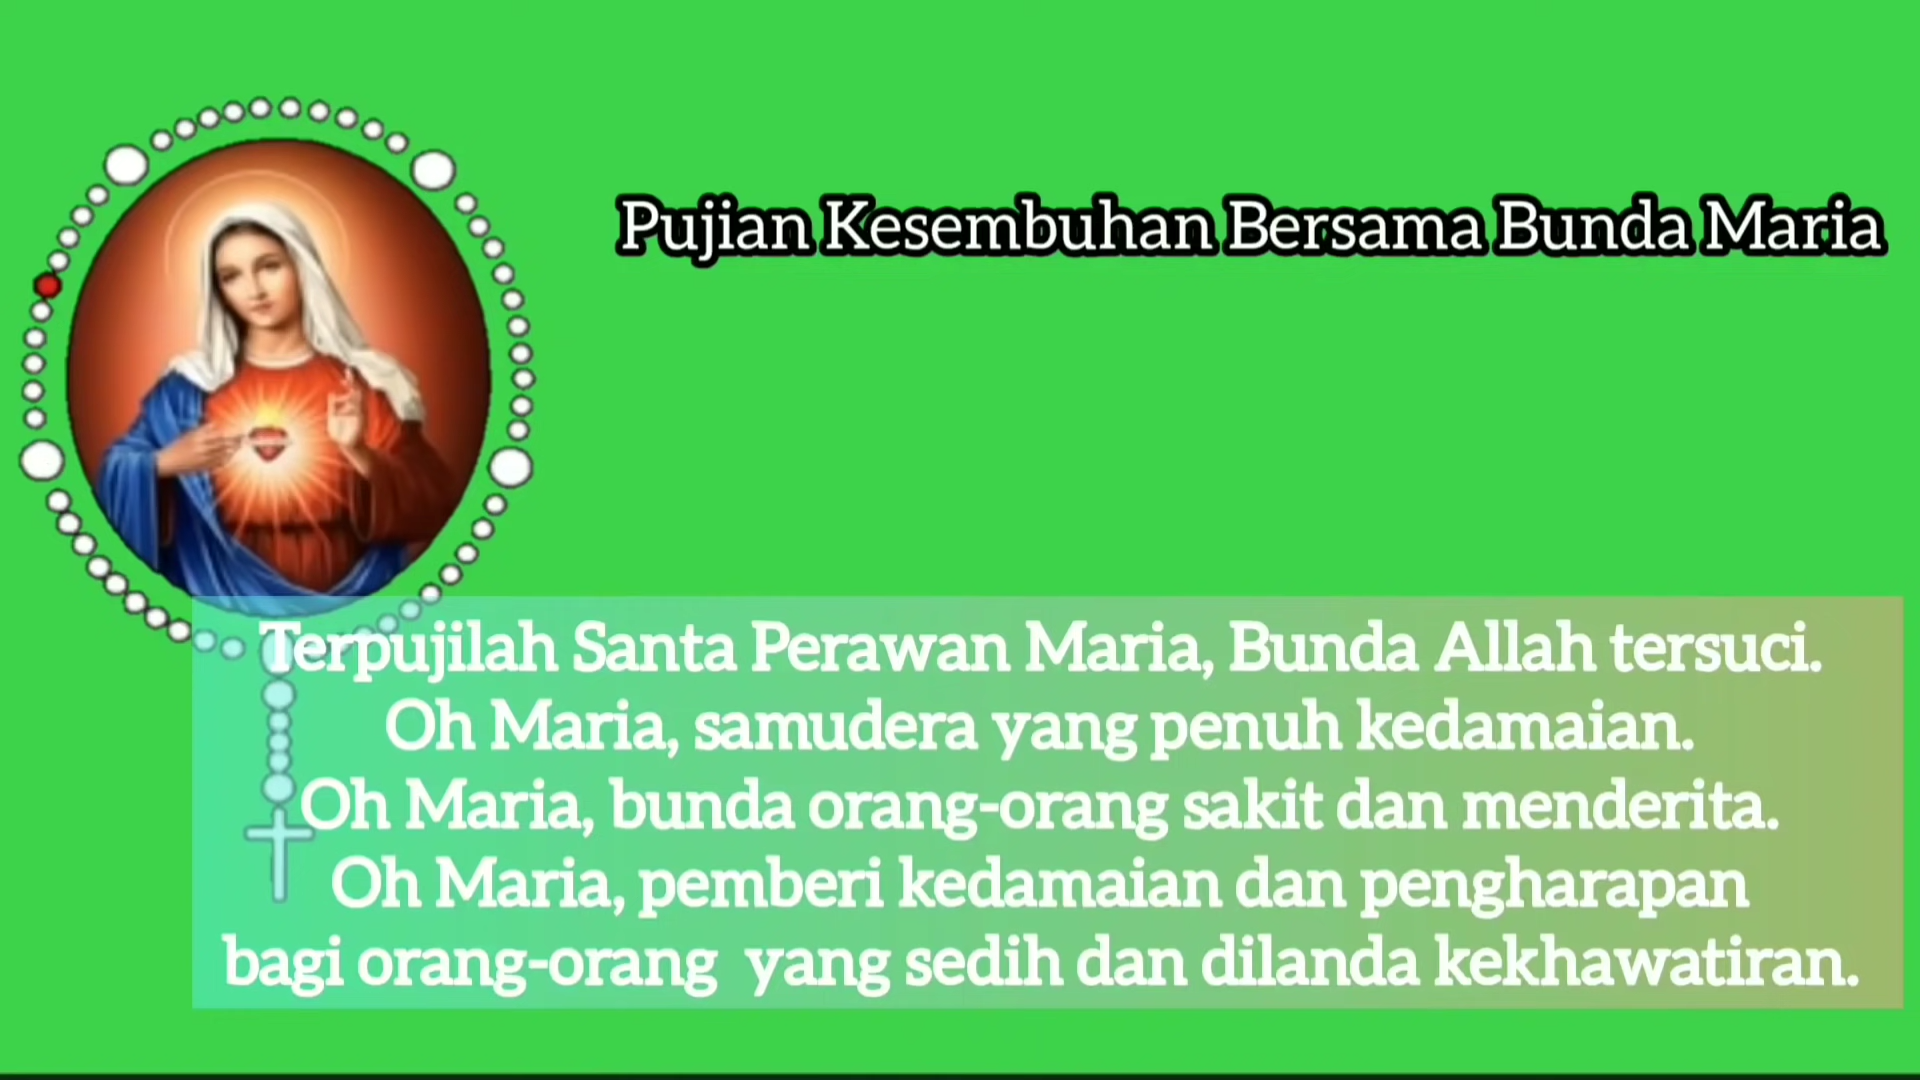 Pujian Kesembuhan Bersama Bunda Maria
Terpujilah Santa Perawan Maria, Bunda Allah tersuci.
Oh Maria, samudera yang penuh kedamaian.
Oh Maria, bunda orang-orang sakit dan menderita.
Oh Maria, pemberi kedamaian dan pengharapan
bagi orang-orang yang sedih dan dilanda kekhawatiran.